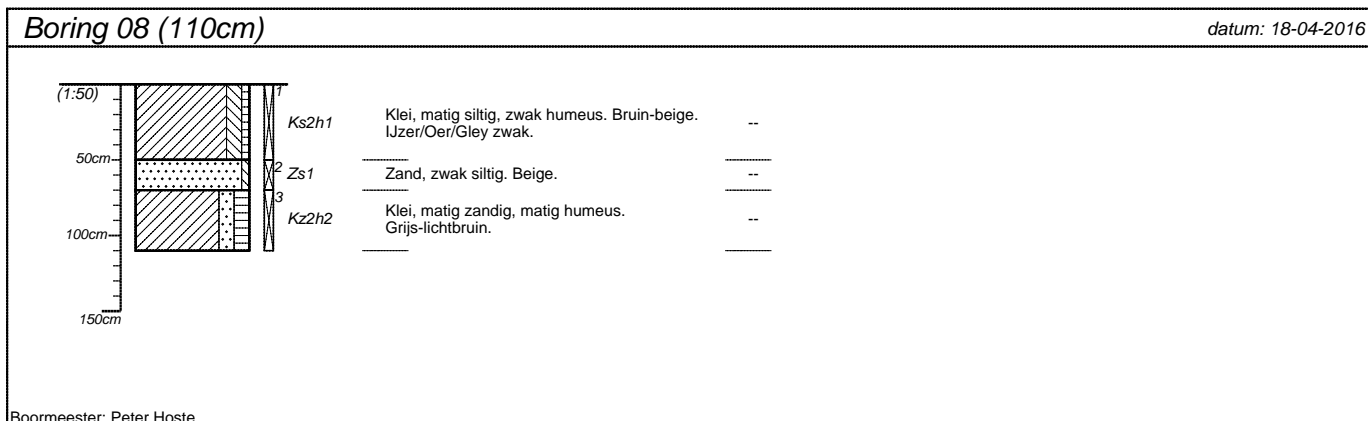 Boring 08 (110cm)
datum: 18-04-2016
(1:50)
1
Ks2h1
Klei, matig siltig, zwak humeus. Bruin-beige.
IJzer/Oer/Gley zwak.
--
50cm
2
Zs1
Zand, zwak siltig. Beige.
--
3
Kz2h2
Klei, matig zandig, matig humeus.
Grijs-lichtbruin.
--
100cm
150cm
Boormeester: Peter Hoste